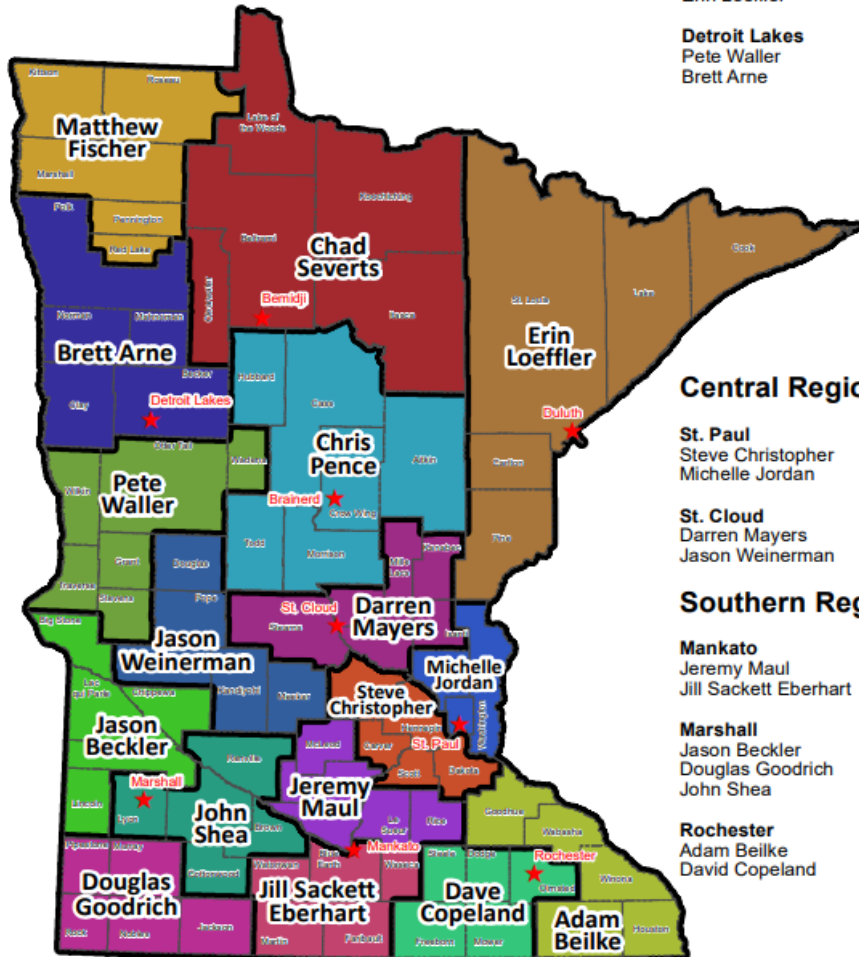 Detroit Lakes
Pete Waller
Brett Arne
Kittson
Roseau
Lake of
the Woods
Matthew
Fischer
Marshall
Koochiching
Polk
Pennington
Beltrami
Red Lake
Chad
Severts
Cook
Clearwater
Bemidji
St. Louis
Lake
Itasca
Norman
Mahnomen
Erin
Loeffler
Brett Arne
Becker
Hubbard
Cass
Clay
Detroit Lakes
Duluth
Central Regio
St. Paul
Steve Christopher
Michelle Jordan
Otter Tail
Wadena
Chris
Pence
Aitkin
Carlton
Pete
Waller
Wilkin
Brainerd
Crow Wing
St. Cloud
Darren Mayers
Jason Weinerman
Todd
Morrison
Pine
Grant
Douglas
Mille
Lacs
Kanabec
Traverse
Stevens
Pope
St. Cloud
Stearns
Darren
Mayers
Isanti
Southern Reg
Big Stone
Jason
Weinerman
Michelle
Jordan
Mankato
Jeremy Maul
Jill Sackett Eberhart
Lac
qui Parle
Chippewa
Kandiyohi
Meeker
Steve
Christopher
Hennepin
Washington
Jason
Beckler
Renville
McLeod
Carver
St. Paul
Marshall
Jason Beckler
Douglas Goodrich
John Shea
Marshall
Scott
Dakota
Lincoln
Lyon
John
Shea
Jeremy
Maul
Brown
Le
Sueur
Rice
Goodhue
Wabasha
Rochester
Adam Beilke
David Copeland
Pipestone
Murray
Cottonwood
Watonwan
Blue
Earth
Mankato
Waseca
Steele
Dodge
Rochester
Olmsted
Winona
Douglas
Goodrich
Jill Sackett
Eberhart
Dave
Copeland
Adam
Beilke
Houston
Rock
Nobles
Jackson
Martin
Faribault
Freeborn
Mower